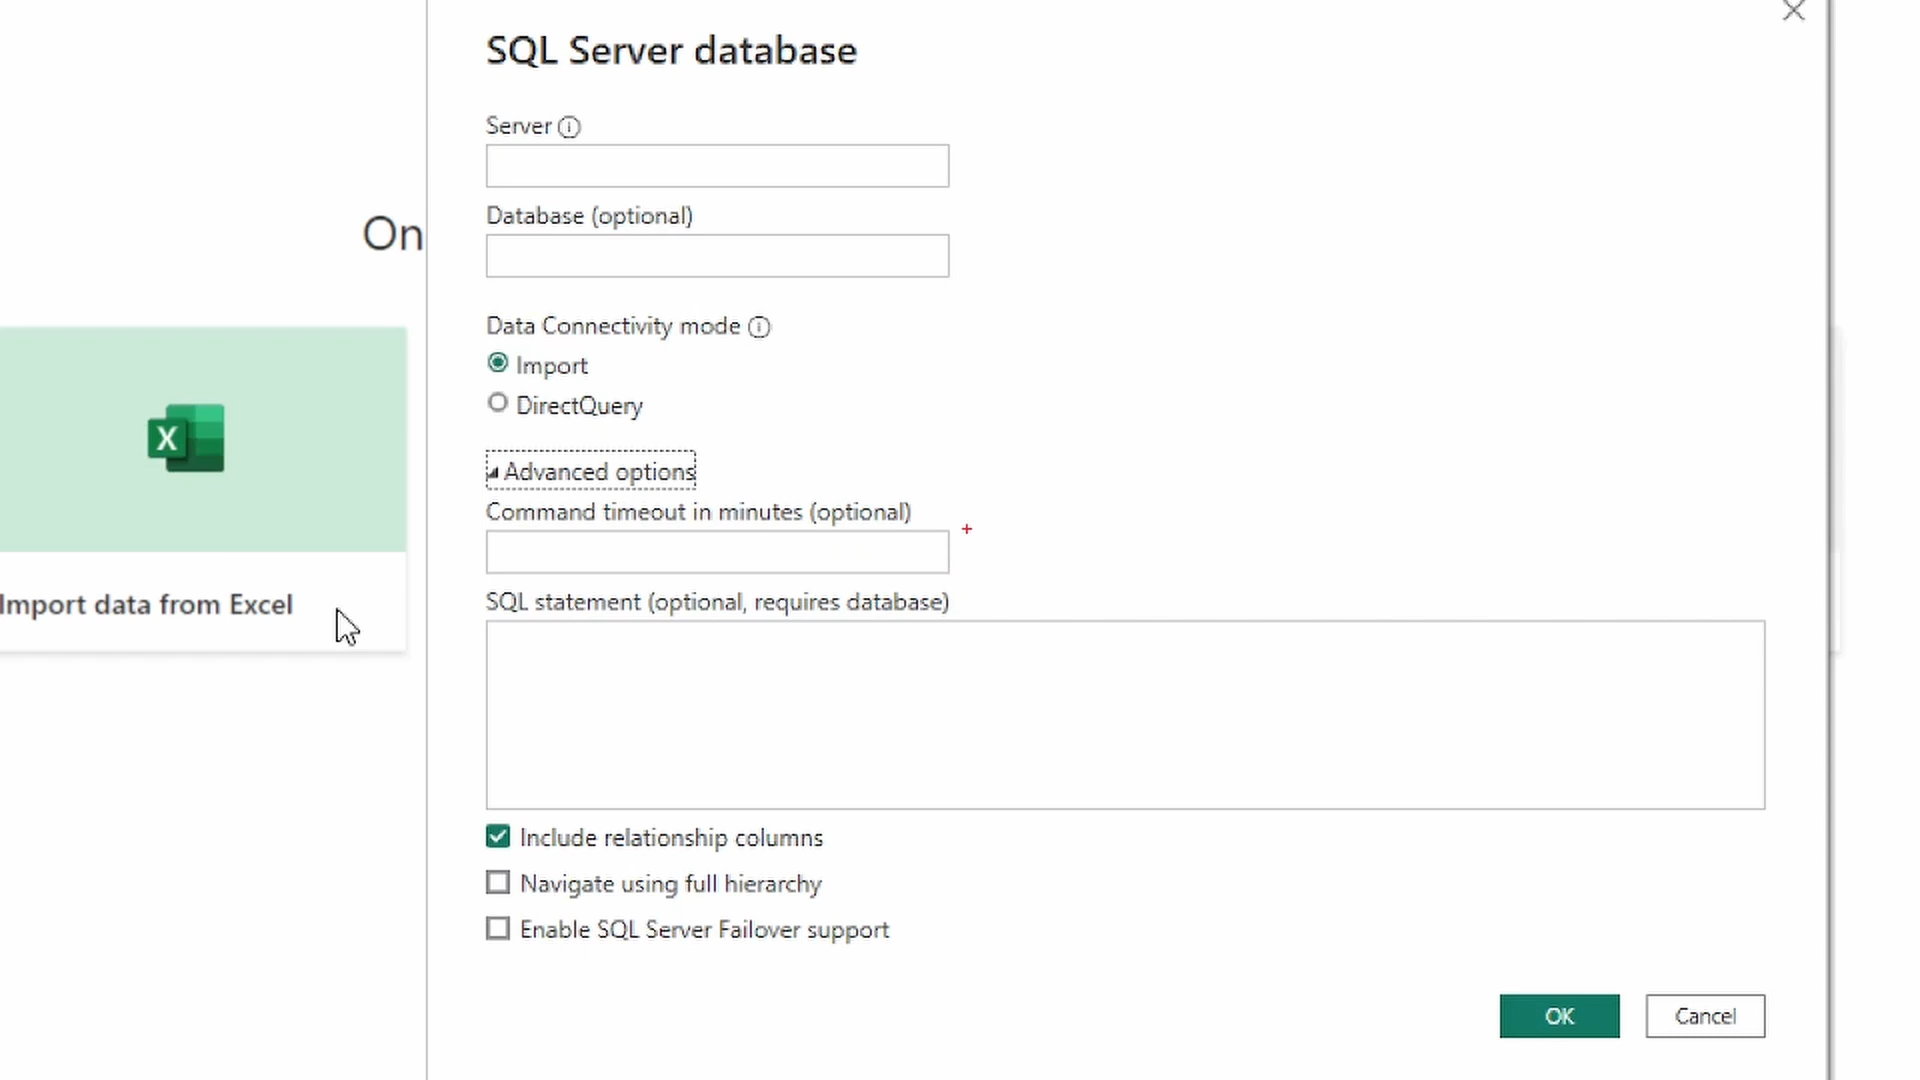 SQL Server database
Server
Database (optional)
On
Data Connectivity mode
Import
DirectQuery
X
Advanced options
Command timeout in minutes (optional)
+
Import data from Excel
SQL statement (optional, requires database)
Include relationship columns
Navigate using full hierarchy
Enable SQL Server Failover support
OK
Cancel